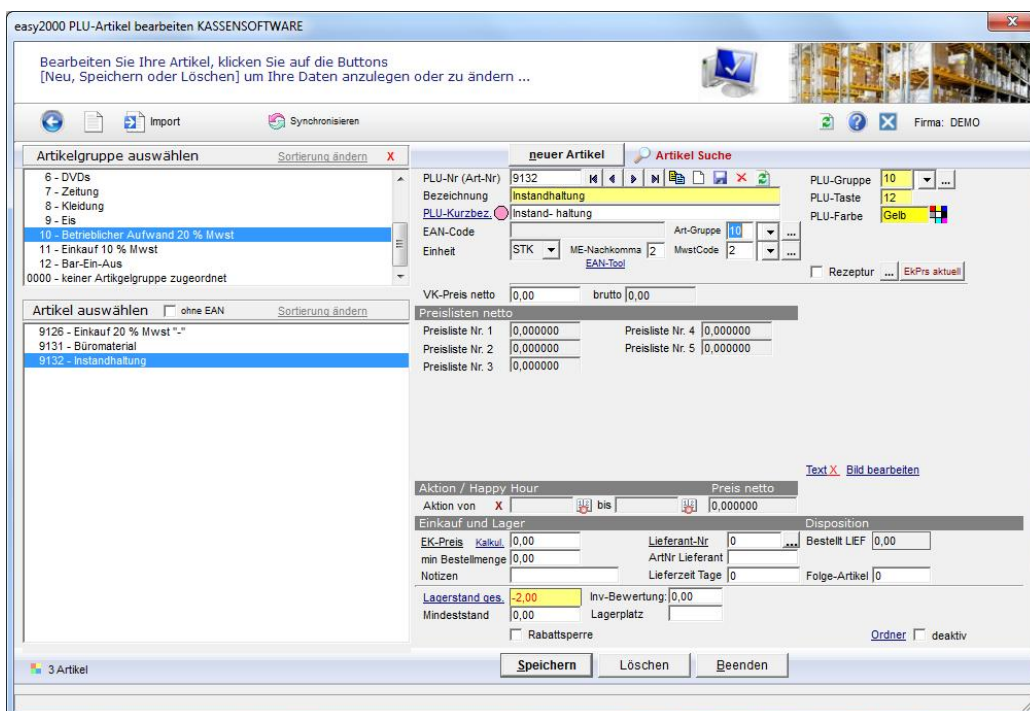 easy2000 PLU-Artikel bearbeiten KASSENSOFTWARE
Bearbeiten Sie Ihre Artikel, klicken Sie auf die Buttons
[Neu, Speichern oder Löschen] um Ihre Daten anzulegen oder zu ändern ...
Import Synchronisieren Firma: DEMO
Artikelgruppe auswählen Sortierung ändern X
6 - DVDs
7 - Zeitung
8 - Kleidung
9 - Eis
10 - Betrieblicher Aufwand 20 % Mwst
11 - Einkauf 10 % Mwst
12 - Bar-Ein-Aus
0000 - keiner Artikgelgruppe zugeordnet
Artikel auswählen ohne EAN Sortierung ändern
9126 - Einkauf 20 % Mwst "-"
9131 - Büromaterial
9132 - Instandhaltung
3 Artikel
neuer Artikel Artikel Suche
PLU-Nr (Art-Nr) 9132
Bezeichnung Instandhaltung
PLU-Kurzbez. Instand- haltung
EAN-Code Art-Gruppe 10 ...
Einheit STK ME-Nachkomma 2 MwstCode 2 ...
EAN-Tool
PLU-Gruppe 10 ...
PLU-Taste 12
PLU-Farbe Gelb
Rezeptur ... EkPrs aktuell
VK-Preis netto 0,00 brutto 0,00
Preislisten netto
Preisliste Nr. 1 0,000000 Preisliste Nr. 4 0,000000
Preisliste Nr. 2 0,000000 Preisliste Nr. 5 0,000000
Preisliste Nr. 3 0,000000
Text X Bild bearbeiten
Aktion / Happy Hour Preis netto
Aktion von X bis 0,000000
Einkauf und Lager Disposition
EK-Preis Kalkul. 0,00 Lieferant-Nr 0 ... Bestellt LIEF 0,00
min Bestellmenge 0,00 ArtNr Lieferant
Notizen Lieferzeit Tage 0 Folge-Artikel 0
Lagerstand ges. -2,00 Inv-Bewertung: 0,00
Mindeststand 0,00 Lagerplatz
Rabattsperre Ordner deaktiv
Speichern Löschen Beenden